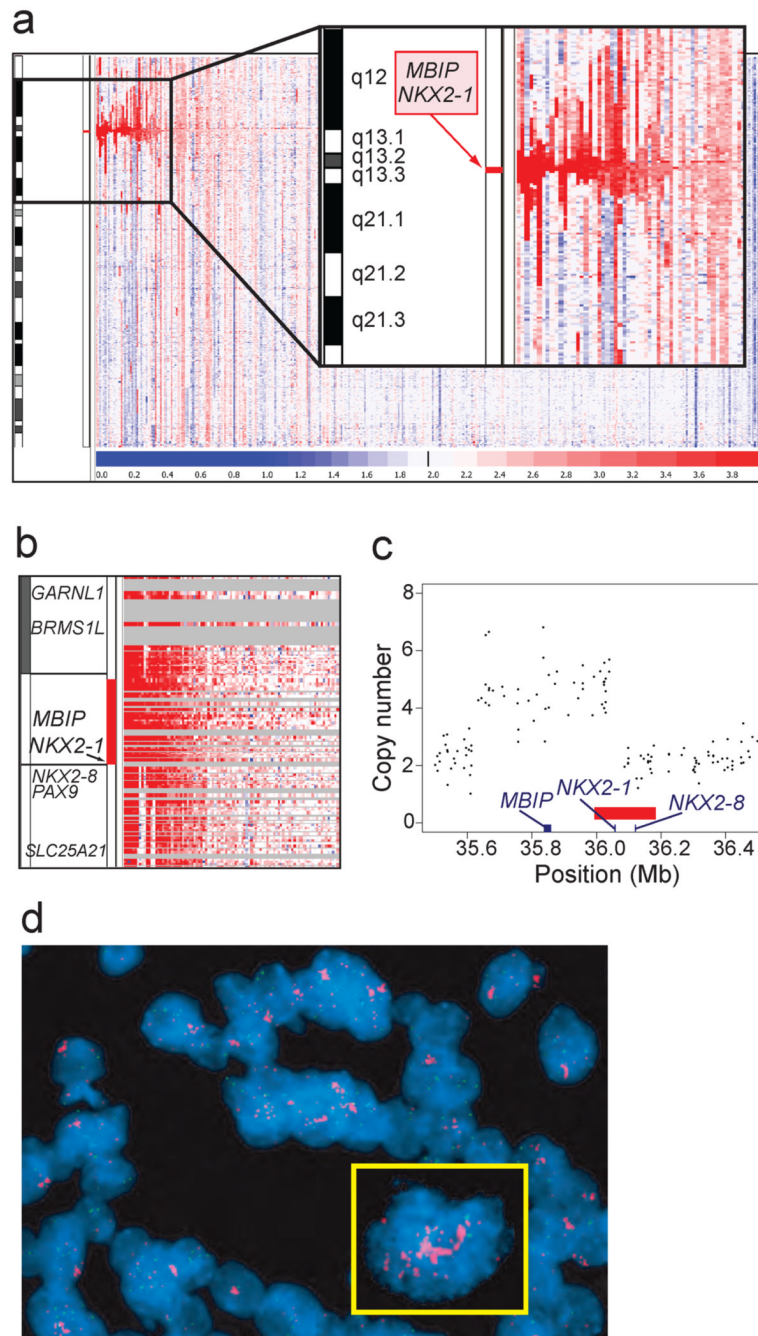 a
MBIP
NKX2-1
q12
q13.1
q13.2
q13.3
q21.1
q21.2
q21.3
0.0 0.2 0.4 0.6 0.8 1.0 1.2 1.4 1.6 1.8 2.0 2.2 2.4 2.6 2.8 3.0 3.2 3.4 3.6 3.8
b
GARNL1
BRMS1L
MBIP
NKX2-1
NKX2-8
PAX9
SLC25A21
c
Copy number
8
6
4
2
0
MBIP
NKX2-1
NKX2-8
35.6 35.8 36.0 36.2 36.4
Position (Mb)
d